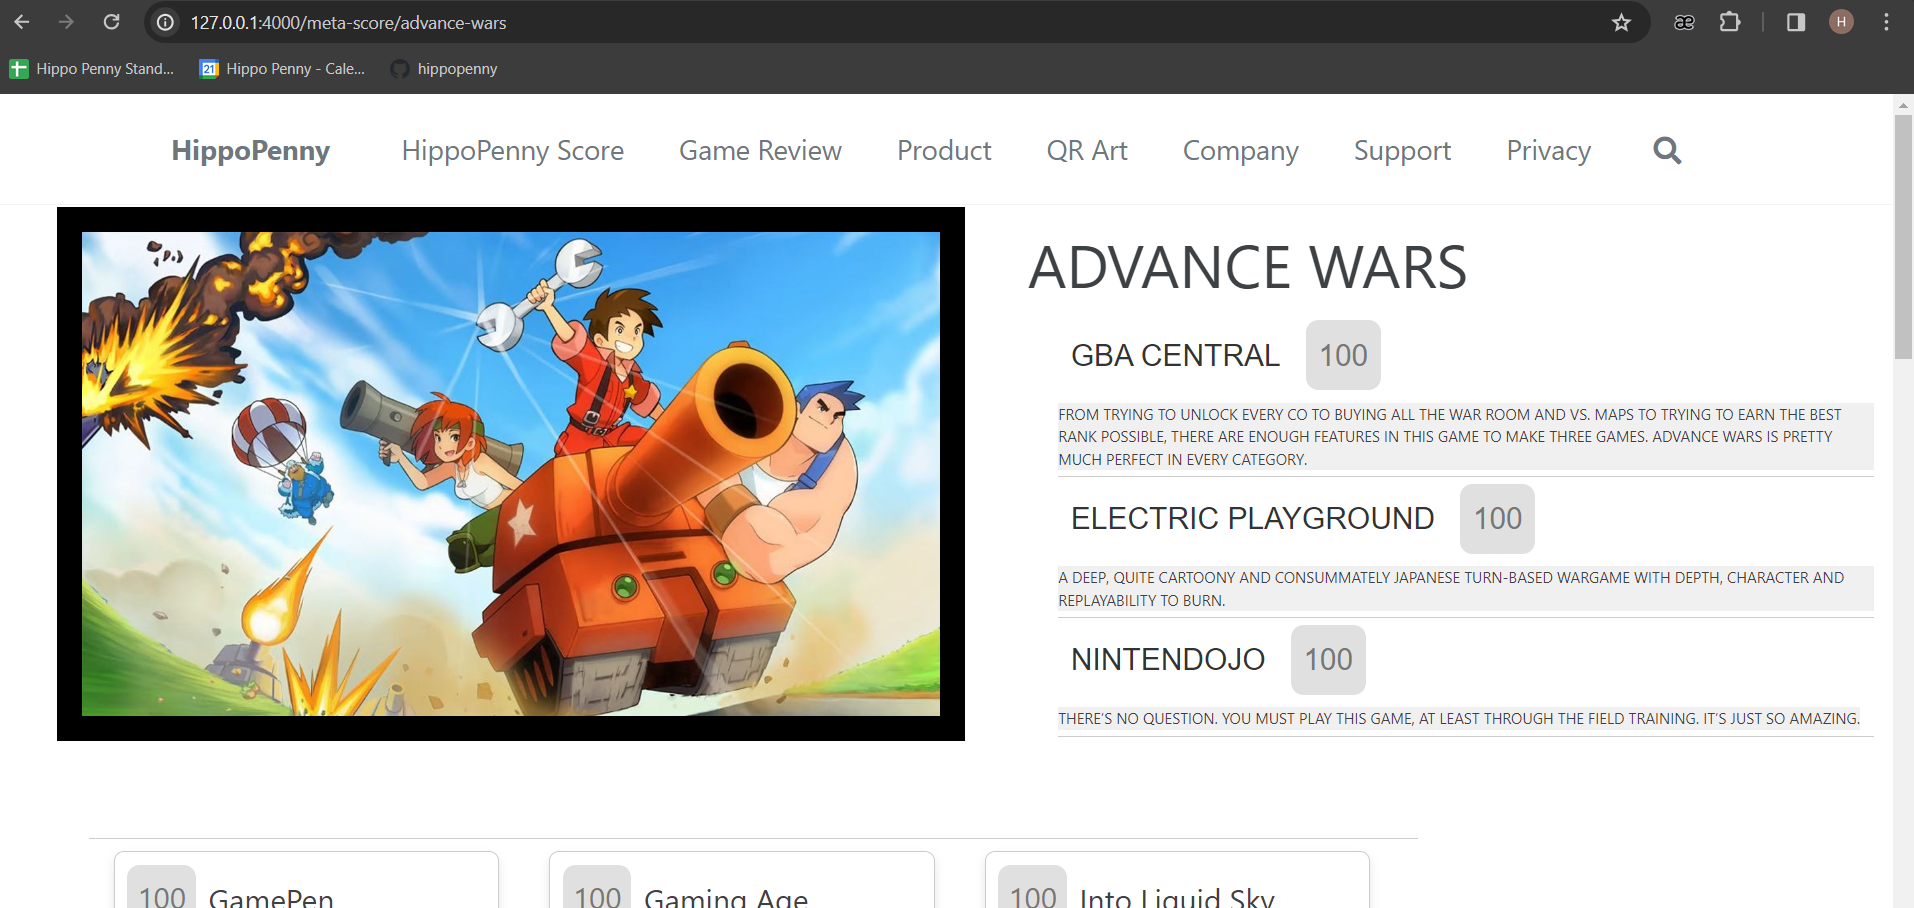 127.0.0.1:4000/meta-score/advance-wars
H
Hippo Penny Stand...
21
Hippo Penny - Cale...
hippopenny
HippoPenny
HippoPenny Score
Game Review
Product
QR Art
Company
Support
Privacy
ADVANCE WARS
GBA CENTRAL 100
FROM TRYING TO UNLOCK EVERY CO TO BUYING ALL THE WAR ROOM AND VS. MAPS TO TRYING TO EARN THE BEST
RANK POSSIBLE, THERE ARE ENOUGH FEATURES IN THIS GAME TO MAKE THREE GAMES. ADVANCE WARS IS PRETTY
MUCH PERFECT IN EVERY CATEGORY.
ELECTRIC PLAYGROUND 100
A DEEP, QUITE CARTOONY AND CONSUMMATELY JAPANESE TURN-BASED WARGAME WITH DEPTH, CHARACTER AND
REPLAYABILITY TO BURN.
NINTENDOJO 100
THERE’S NO QUESTION. YOU MUST PLAY THIS GAME, AT LEAST THROUGH THE FIELD TRAINING. IT’S JUST SO AMAZING.
100 GamePen
100 Gaming Age
100 Into Liquid Sky